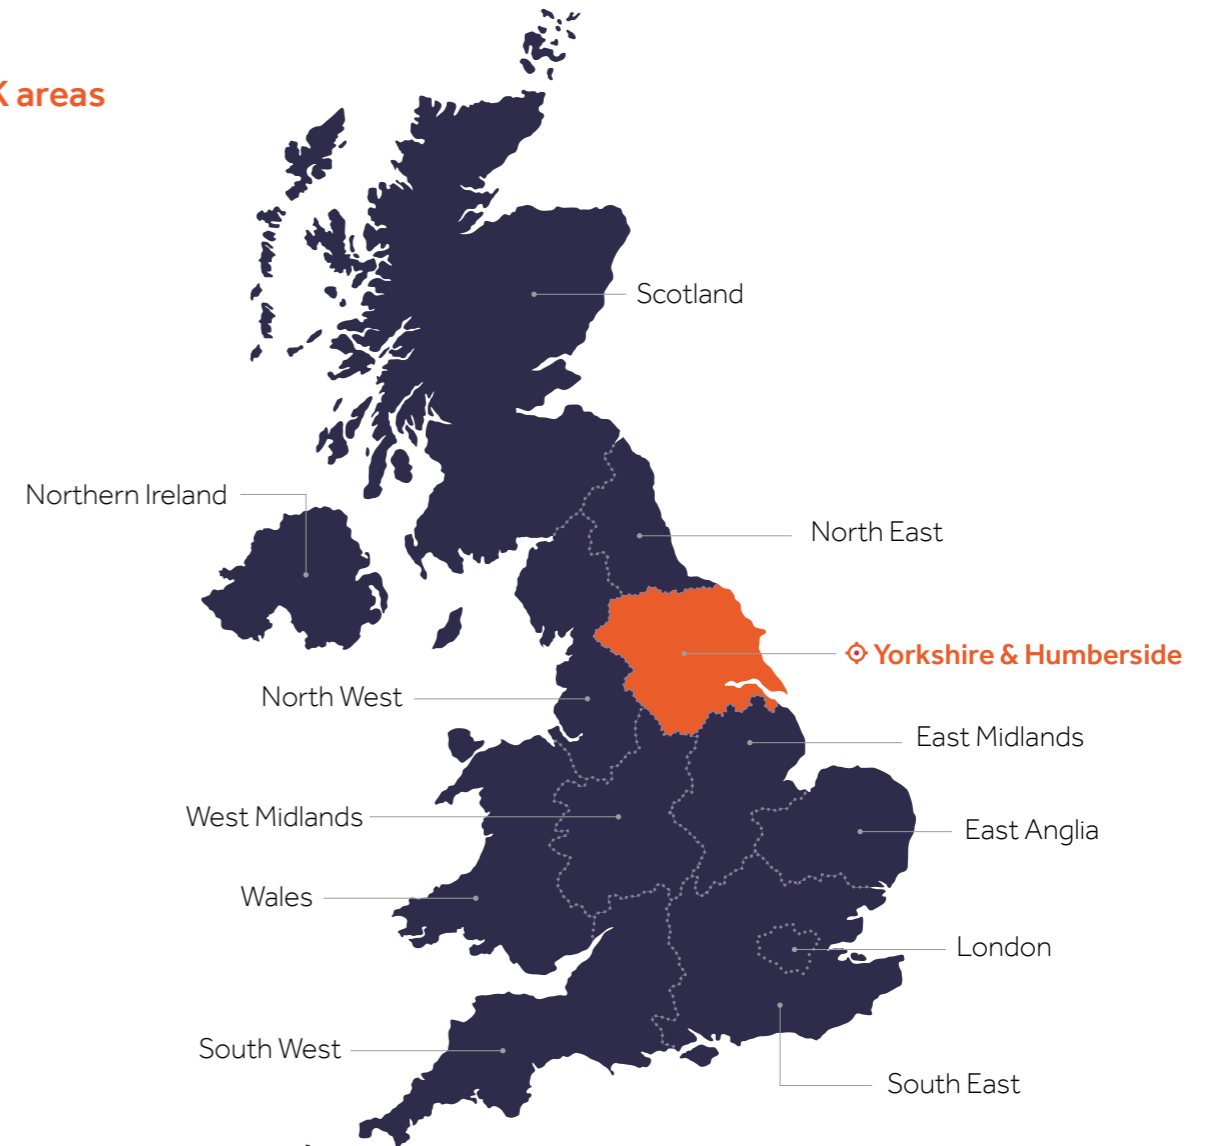 K areas
Scotland
Northern Ireland
North East
Yorkshire & Humberside
North West
East Midlands
West Midlands
East Anglia
Wales
London
South West
South East